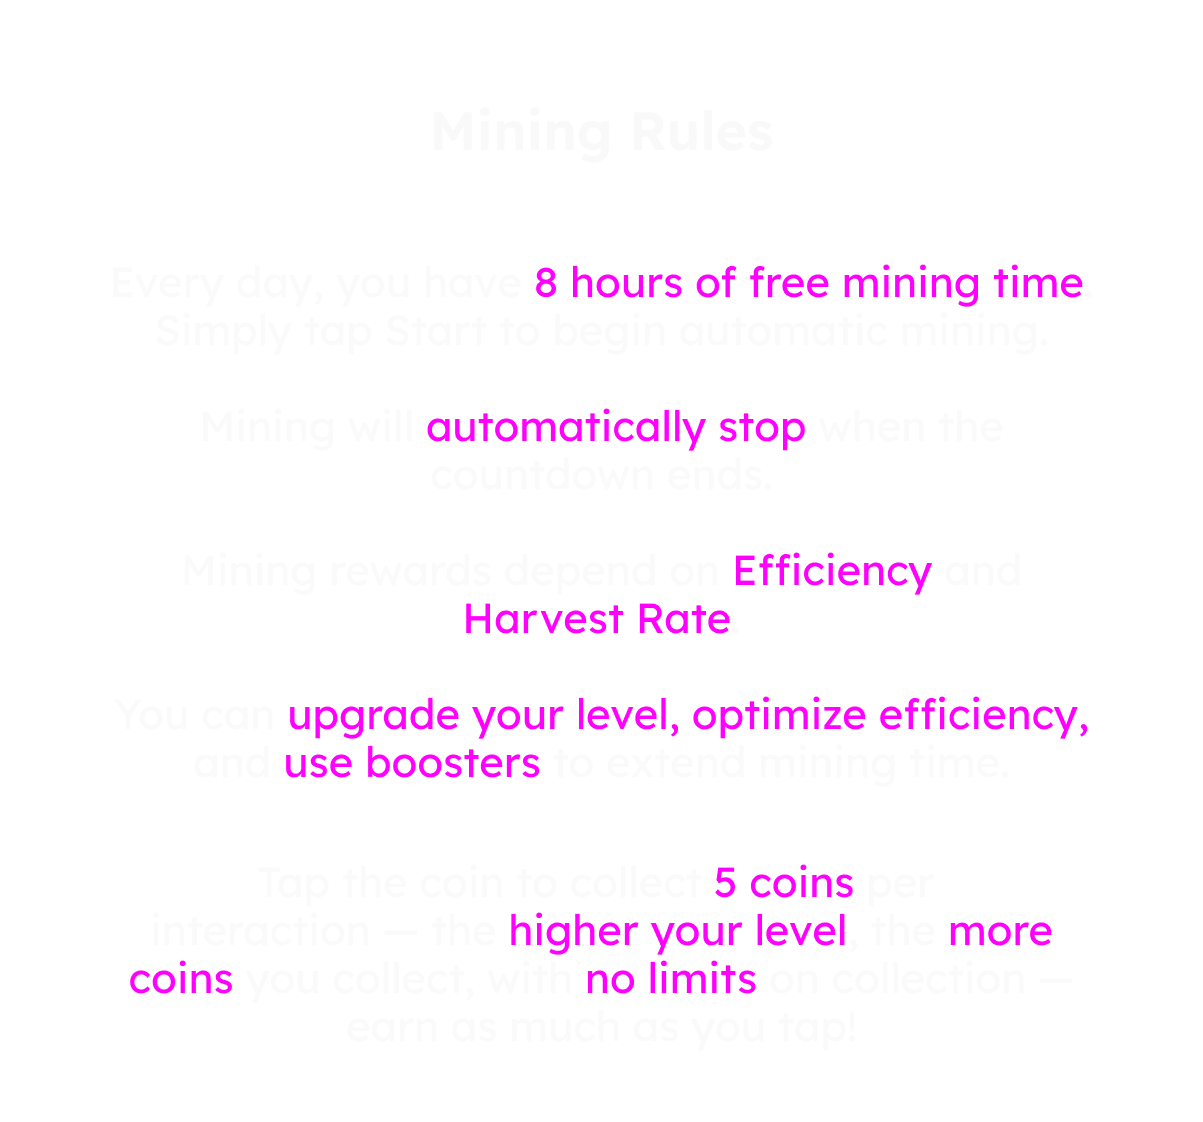 Mining Rules
Every day, you have 8 hours of free mining time
Simply tap Start to begin automatic mining.
Mining will automatically stop when the
countdown ends.
Mining rewards depend on Efficiency and
Harvest Rate
You can upgrade your level, optimize efficiency,
and use boosters to extend mining time.
Tap the coin to collect 5 coins per
interaction — the higher your level, the more
coins you collect, with no limits on collection —
earn as much as you tap!